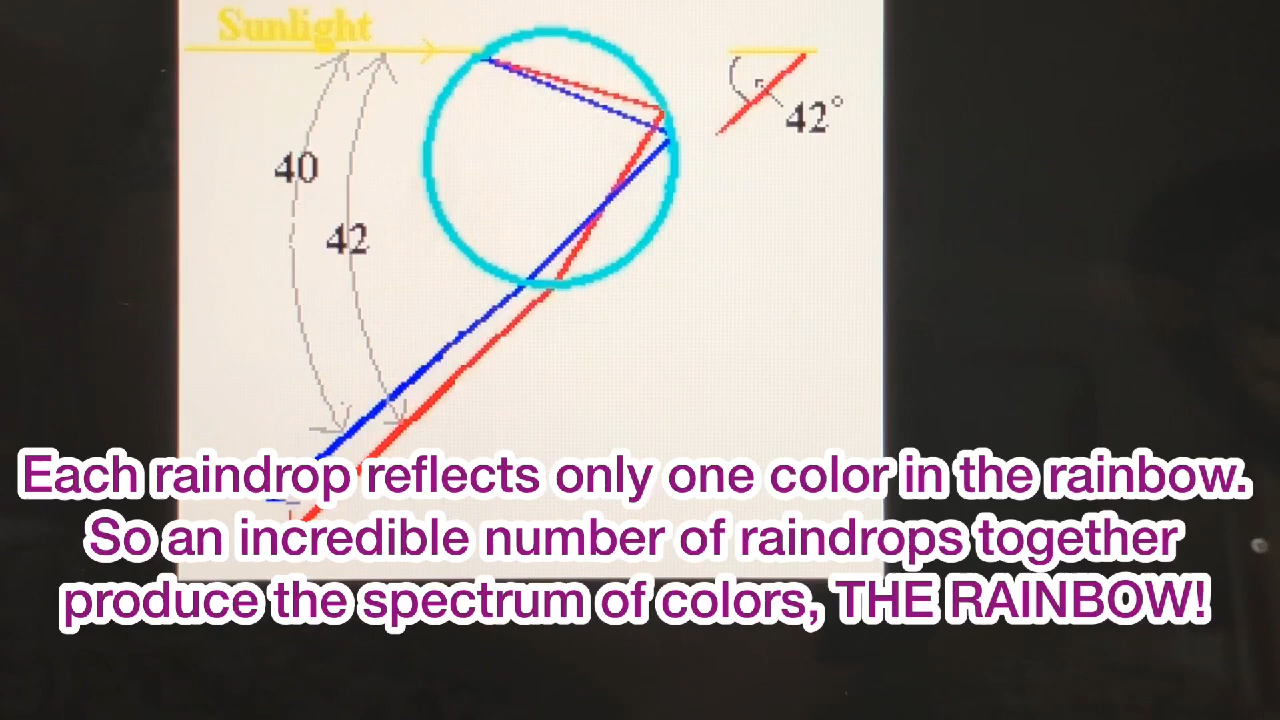 Sunlight
42°
40
42
Each raindrop reflects only one color in the rainbow.
So an incredible number of raindrops together
produce the spectrum of colors, THE RAINBOW!